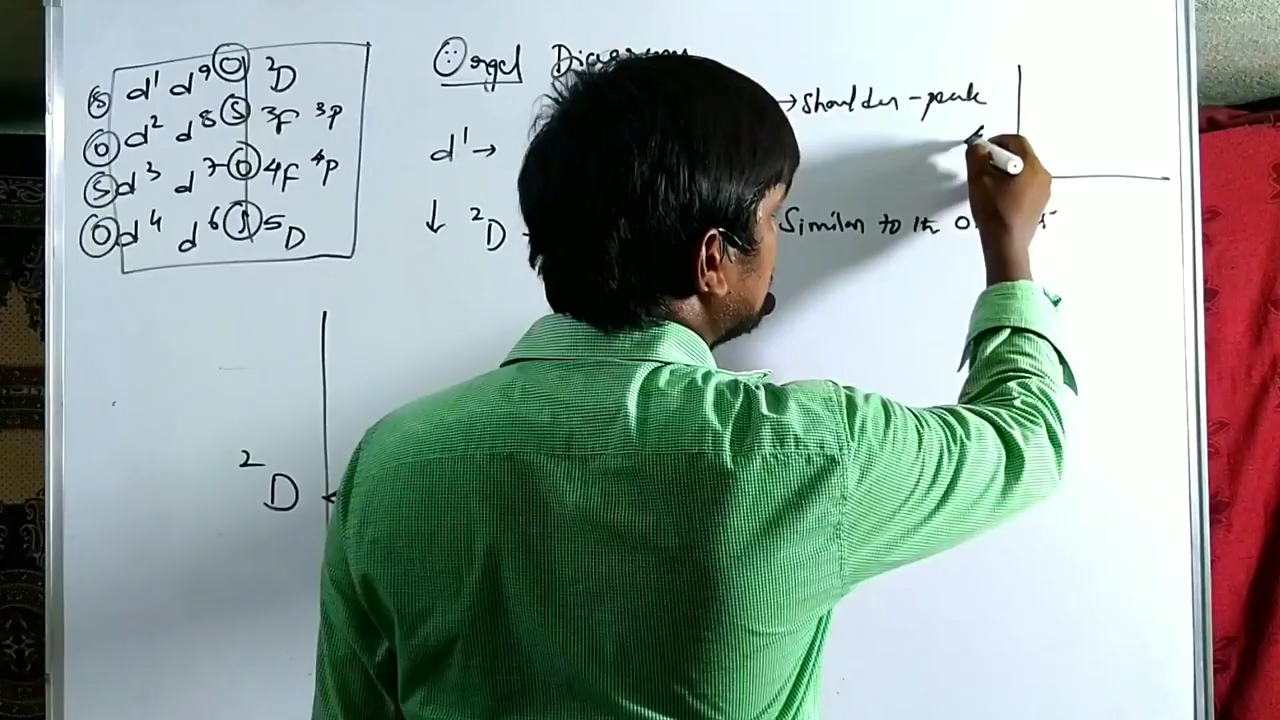 Orgel Diagram
S d¹ d⁹ O ²D
O d² d⁸ S ³F ³P
S d³ d⁷ O ⁴F ⁴P
O d⁴ d⁶ S ⁵D
→ shoulder-peak
d¹ →
↓ ²D
Similar to
²D